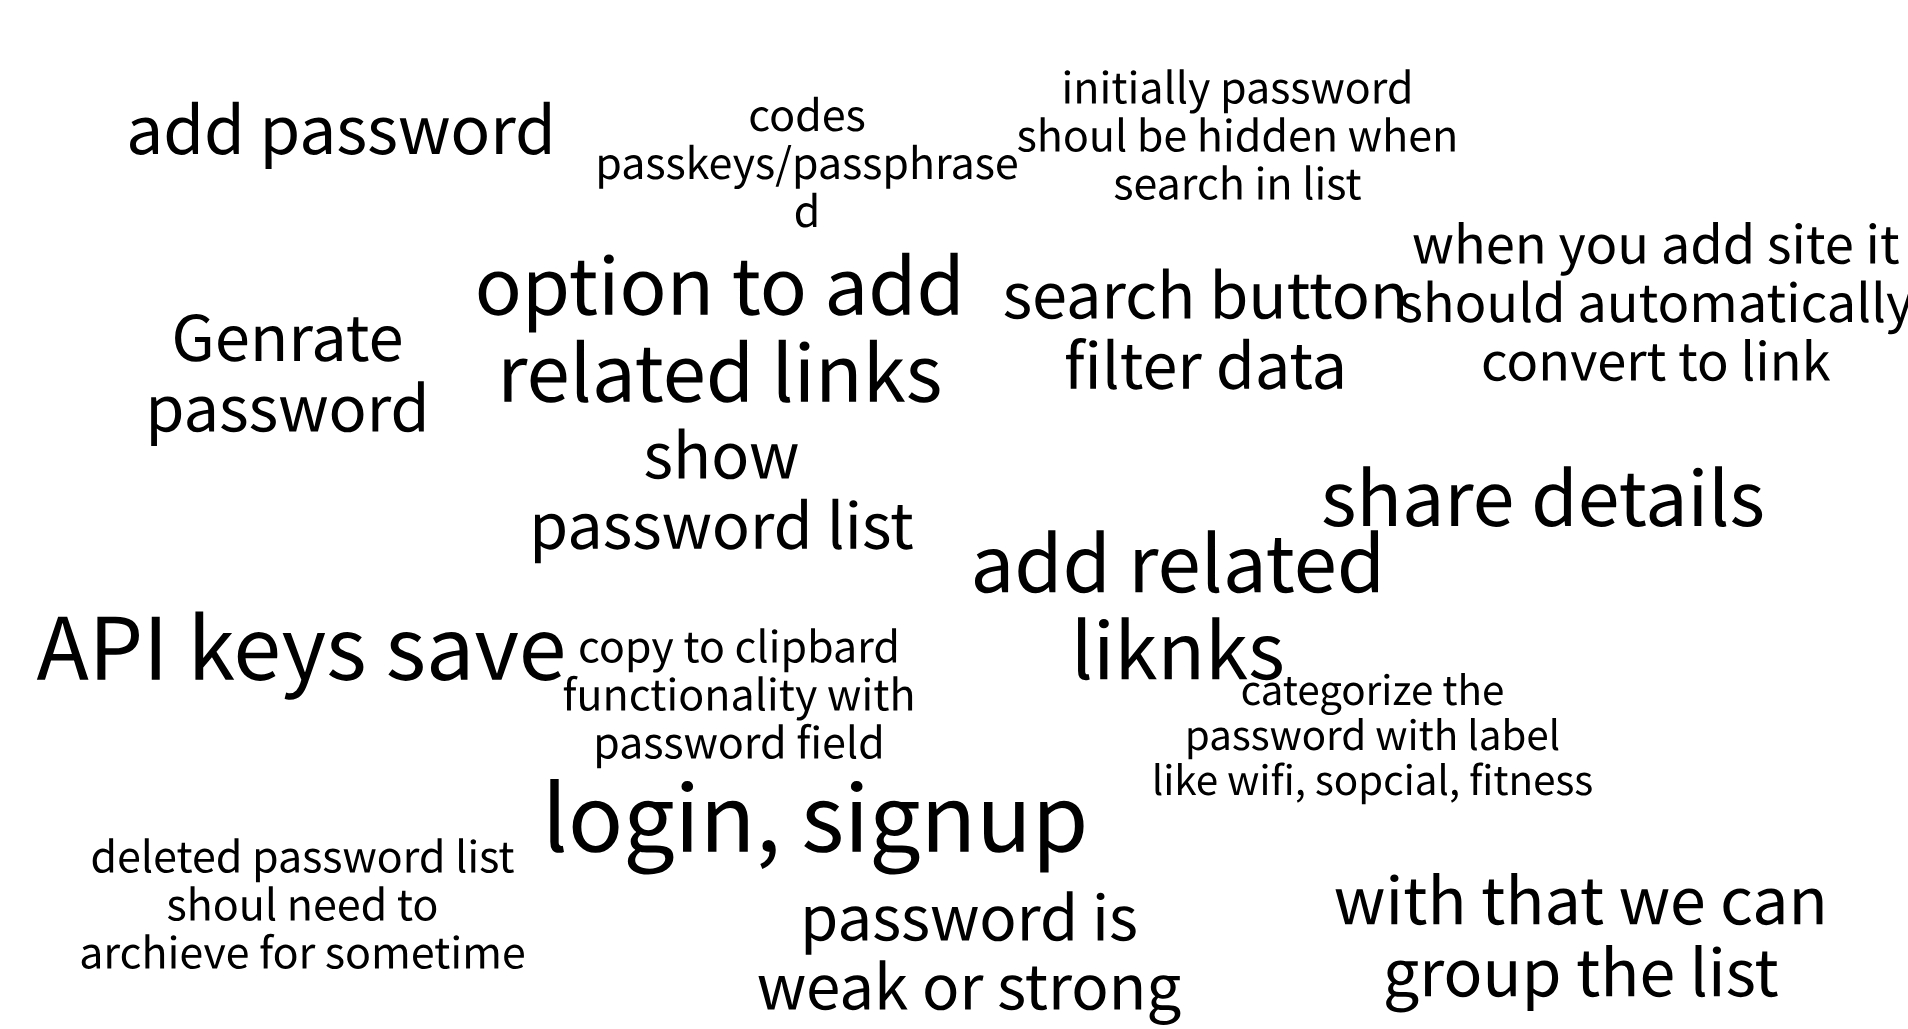 add password
codes
passkeys/passphrase
d
initially password
shoul be hidden when
search in list
Genrate
password
option to add
related links
search button
filter data
when you add site it
should automatically
convert to link
show
password list
share details
add related
liknks
API keys save
copy to clipbard
functionality with
password field
categorize the
password with label
like wifi, sopcial, fitness
login, signup
deleted password list
shoul need to
archieve for sometime
password is
weak or strong
with that we can
group the list